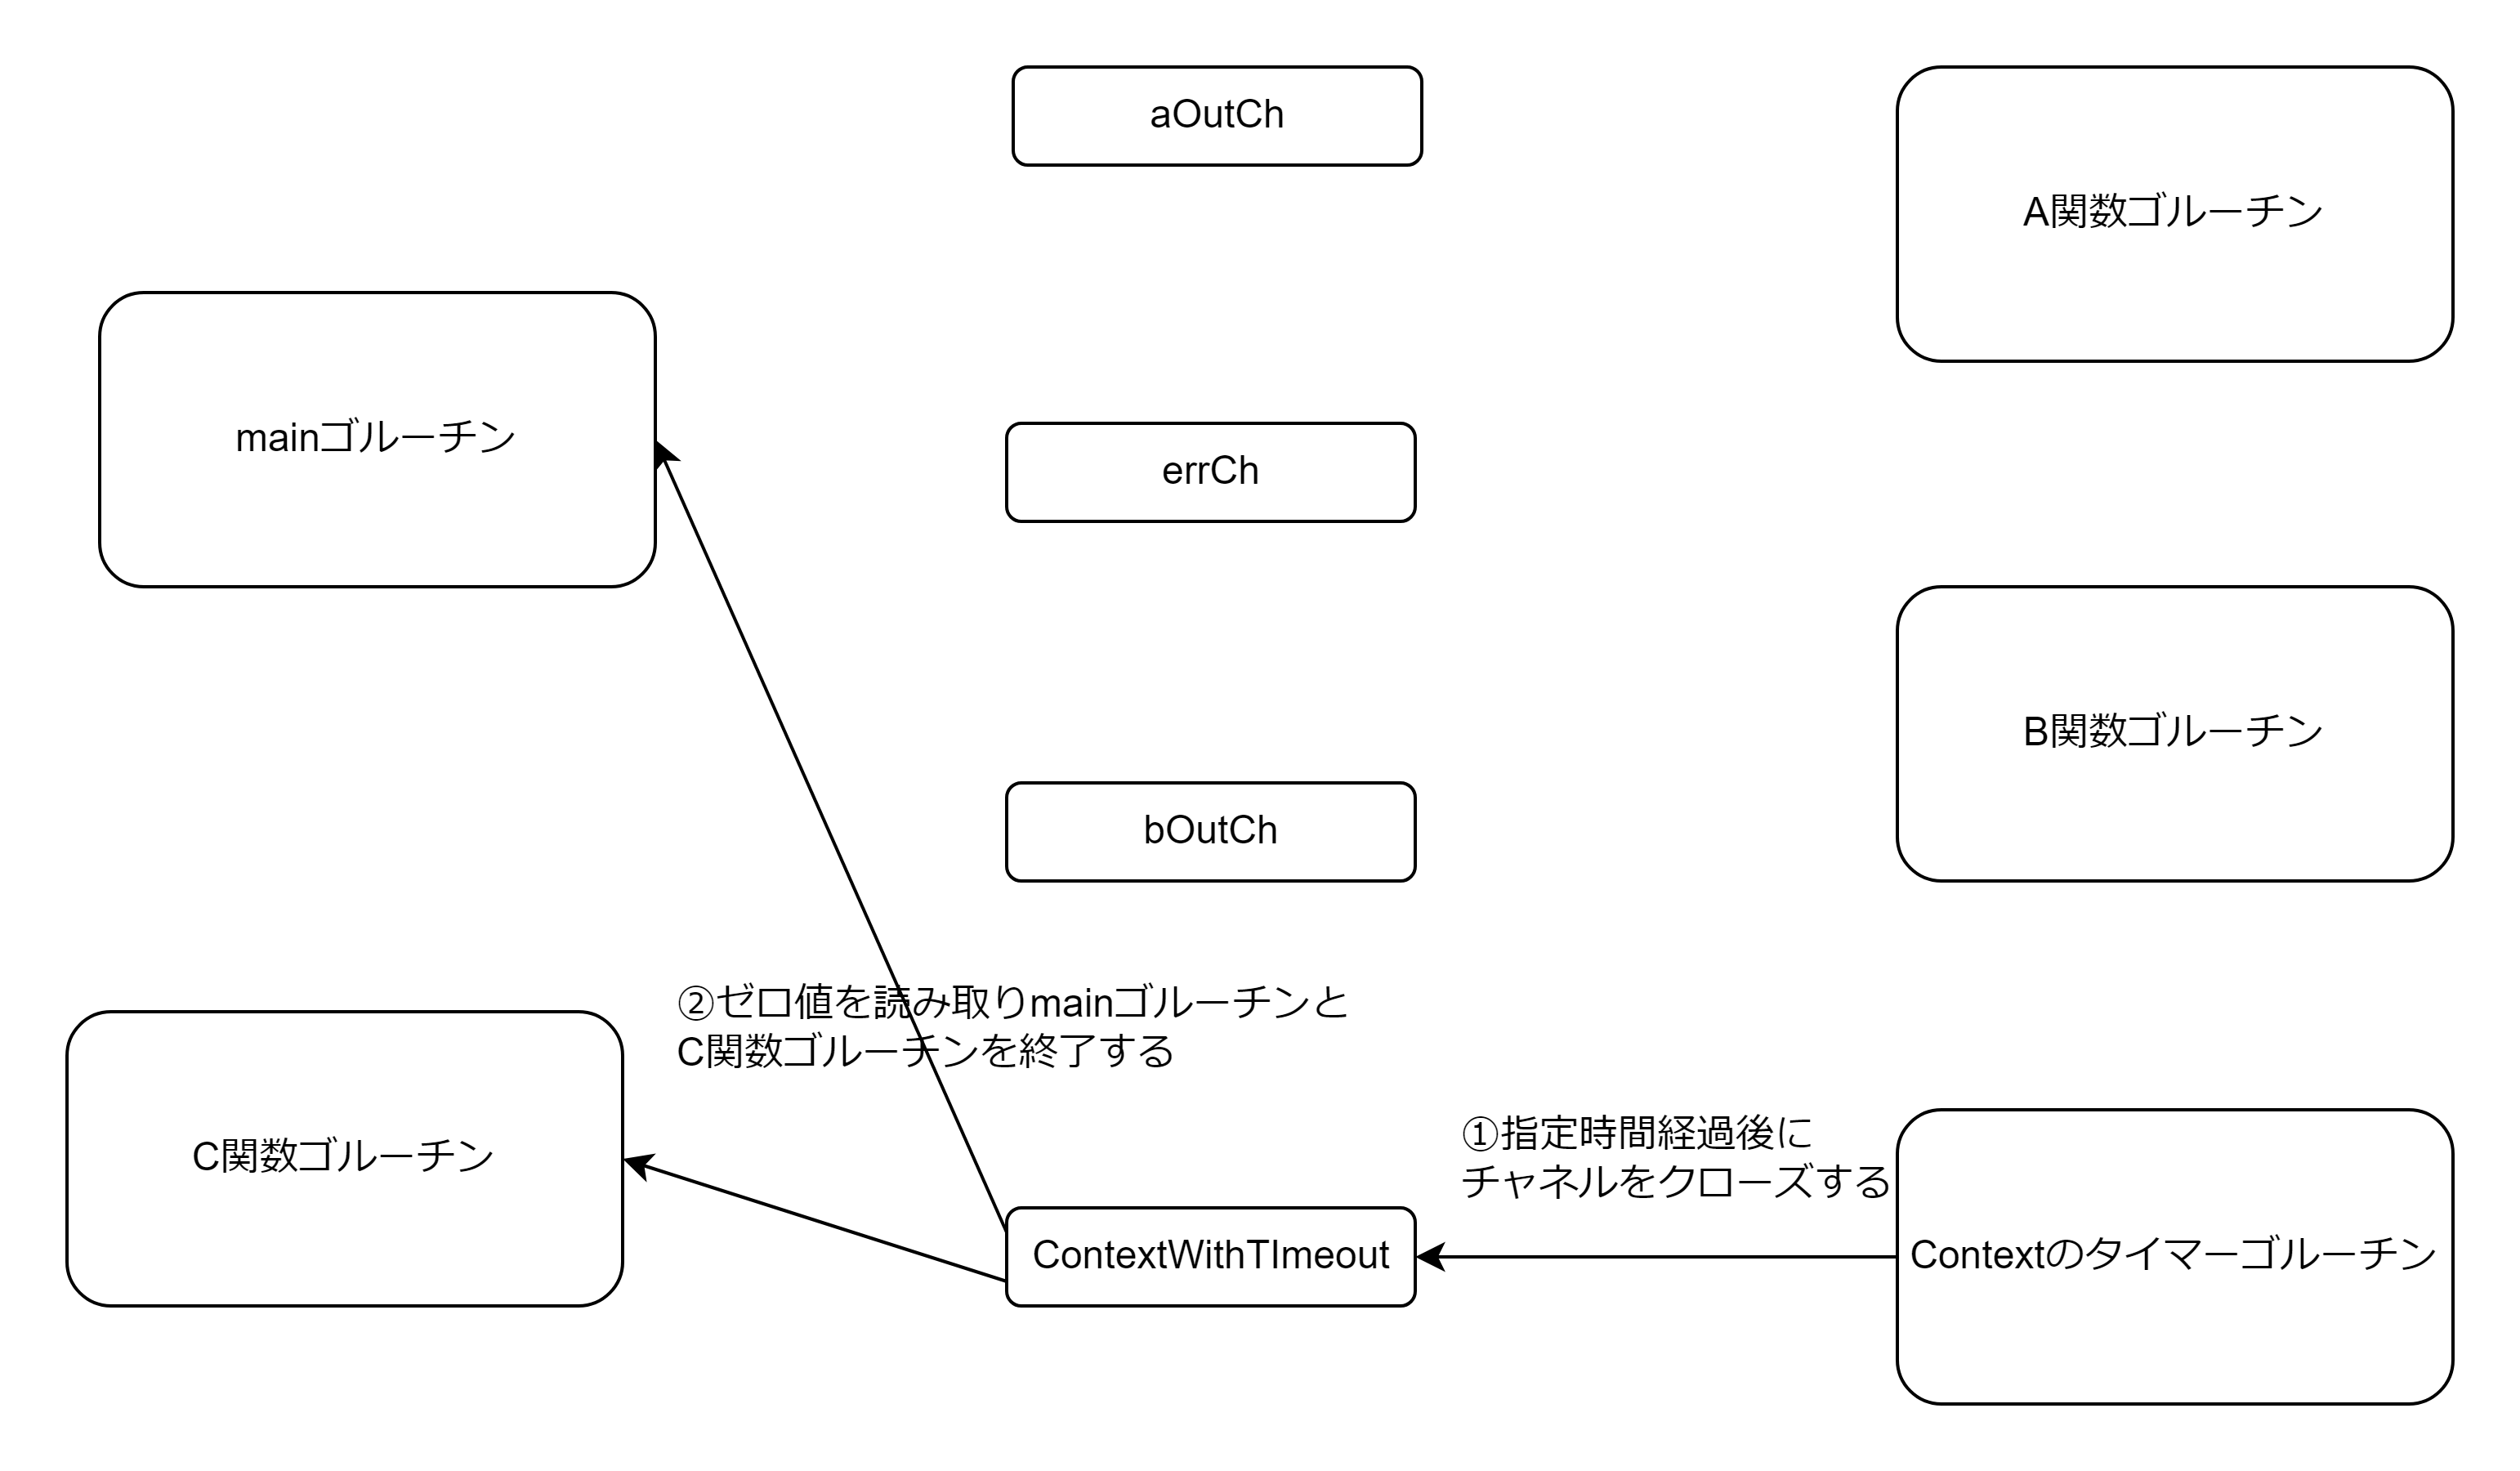 aOutCh
A関数ゴルーチン
mainゴルーチン
errCh
B関数ゴルーチン
bOutCh
②ゼロ値を読み取りmainゴルーチンと
C関数ゴルーチンを終了する
C関数ゴルーチン
①指定時間経過後に
チャネルをクローズする
ContextWithTImeout
Contextのタイマーゴルーチン